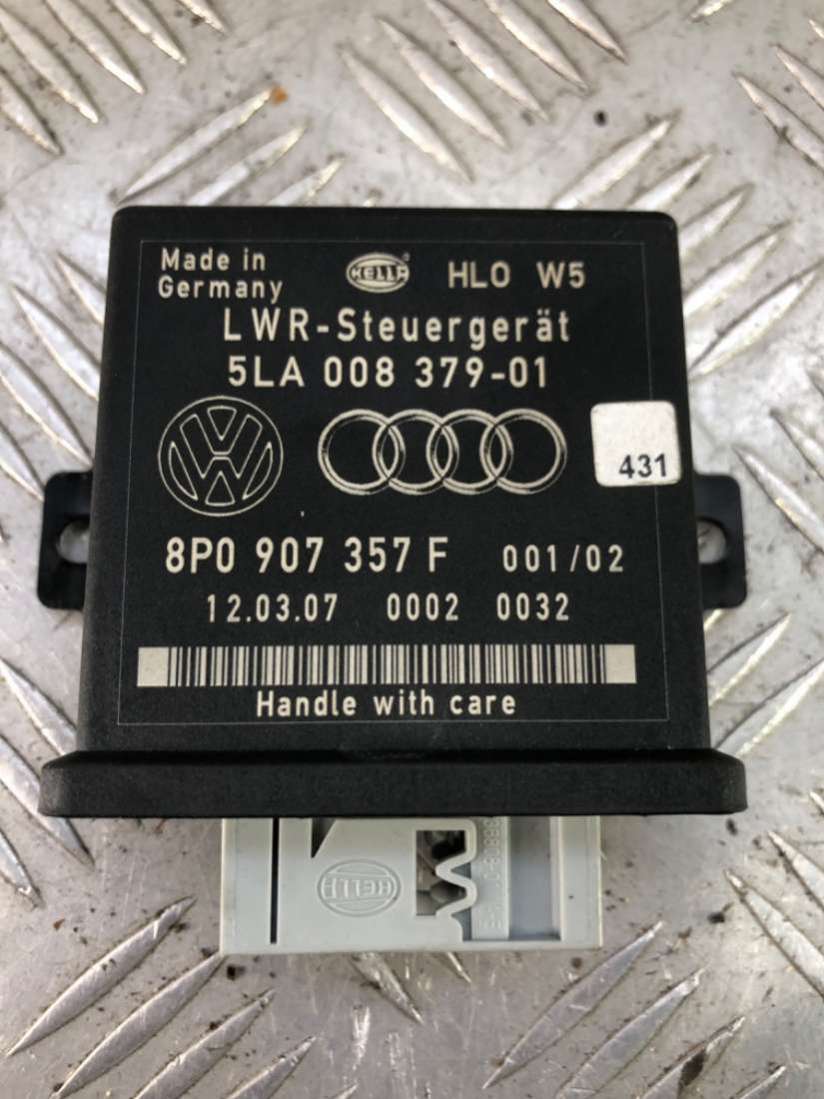 Made in
Germany
HELLA
®
HLO W5
LWR-Steuergerät
5LA 008 379-01
431
8P0 907 357 F 001/02
12.03.07 0002 0032
Handle with care
HELLA